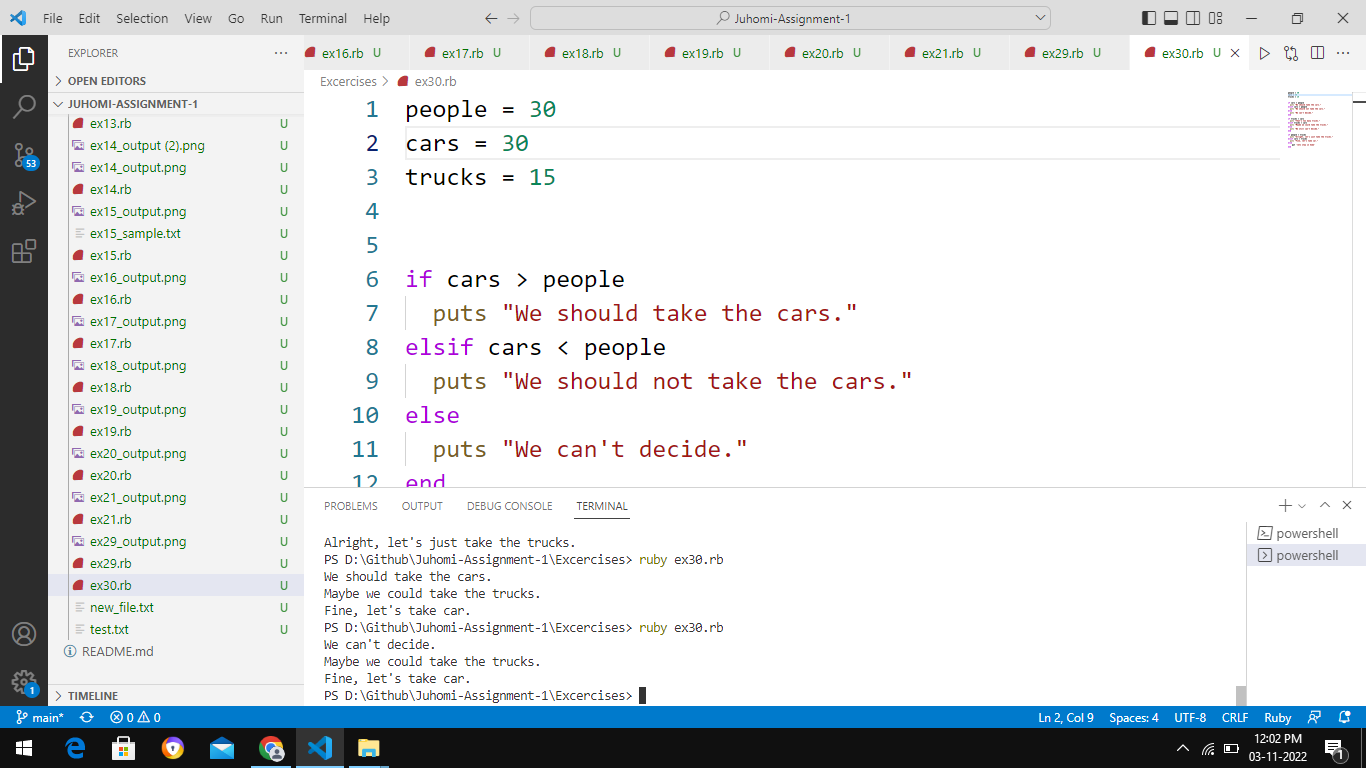 File Edit Selection View Go Run Terminal Help
Juhomi-Assignment-1
EXPLORER
OPEN EDITORS
JUHOMI-ASSIGNMENT-1
ex13.rb U
ex14_output (2).png U
ex14_output.png U
ex14.rb U
ex15_output.png U
ex15_sample.txt U
ex15.rb U
ex16_output.png U
ex16.rb U
ex17_output.png U
ex17.rb U
ex18_output.png U
ex18.rb U
ex19_output.png U
ex19.rb U
ex20_output.png U
ex20.rb U
ex21_output.png U
ex21.rb U
ex29_output.png U
ex29.rb U
ex30.rb U
new_file.txt U
test.txt U
README.md
TIMELINE
53
1
ex16.rb U ex17.rb U ex18.rb U ex19.rb U ex20.rb U ex21.rb U ex29.rb U ex30.rb U
Excercises > ex30.rb
1 people = 30
2 cars = 30
3 trucks = 15
4
5
6 if cars > people
7 puts "We should take the cars."
8 elsif cars < people
9 puts "We should not take the cars."
10 else
11 puts "We can't decide."
12 end
PROBLEMS OUTPUT DEBUG CONSOLE TERMINAL
Alright, let's just take the trucks.
PS D:\Github\Juhomi-Assignment-1\Excercises> ruby ex30.rb
We should take the cars.
Maybe we could take the trucks.
Fine, let's take car.
PS D:\Github\Juhomi-Assignment-1\Excercises> ruby ex30.rb
We can't decide.
Maybe we could take the trucks.
Fine, let's take car.
PS D:\Github\Juhomi-Assignment-1\Excercises>
powershell
powershell
main* 0 0 Ln 2, Col 9 Spaces: 4 UTF-8 CRLF Ruby
12:02 PM
03-11-2022
1